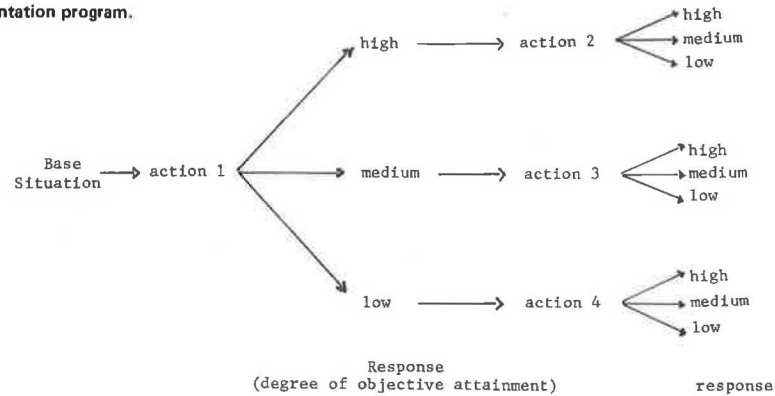 ntation program.
high
high → action 2 medium
low
high
Base Situation → action 1 medium → action 3 medium
low
high
low → action 4 medium
low
Response
(degree of objective attainment) response